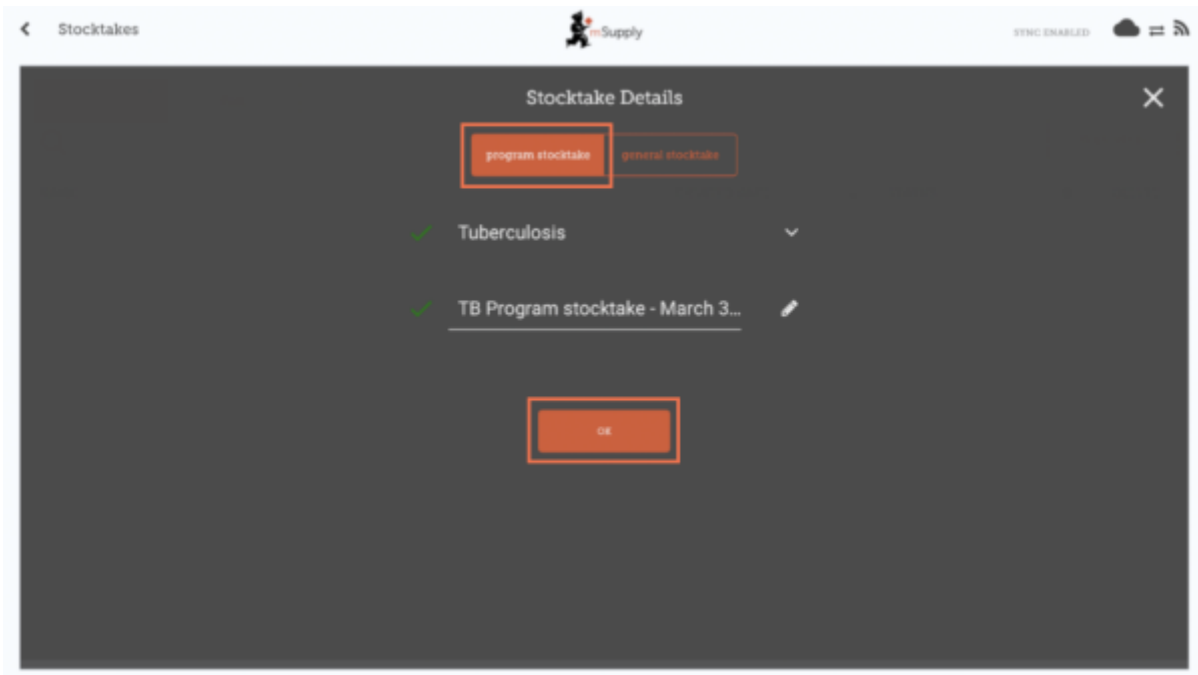 Stocktakes
mSupply
SYNC ENABLED
Stocktake Details
program stocktake
general stocktake
Tuberculosis
TB Program stocktake - March 3...
OK